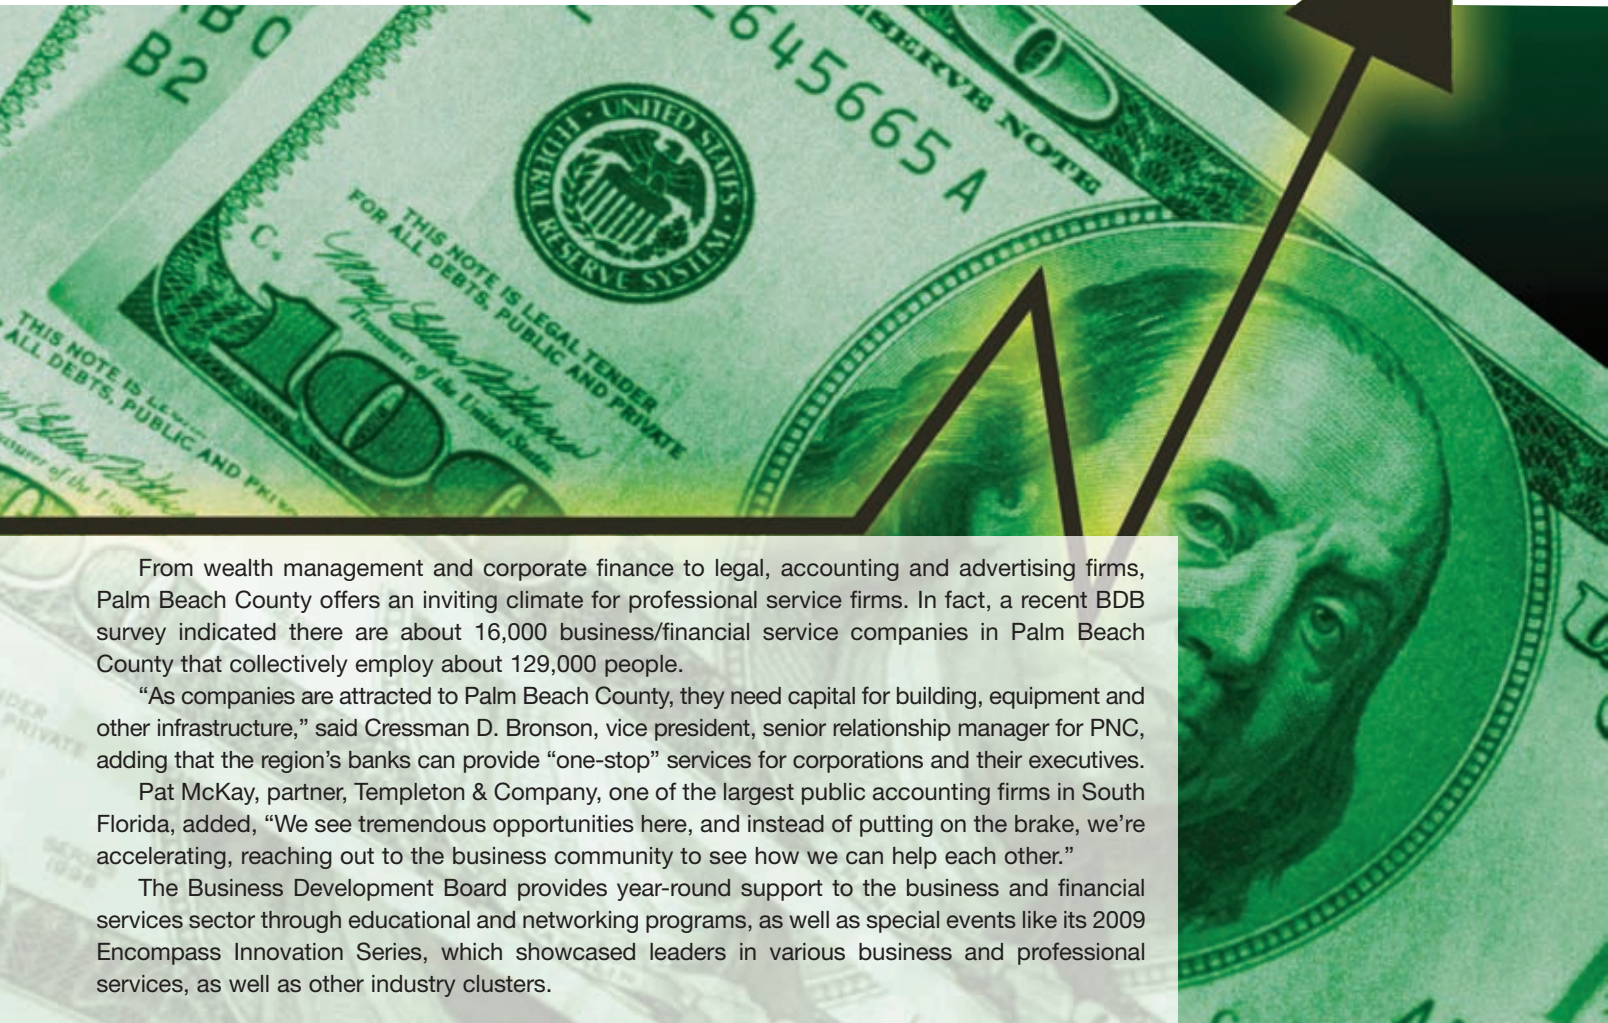 B0
B2
645665 A
SERVE NOTE
UNITED STATES
FEDERAL RESERVE SYSTEM
THIS NOTE IS LEGAL TENDER
FOR ALL DEBTS, PUBLIC AND PRIVATE
Treasurer of the United States.
100
THIS NOTE IS
ALL DEBTS, PUBLIC AND PRIV
From wealth management and corporate finance to legal, accounting and advertising firms,
Palm Beach County offers an inviting climate for professional service firms. In fact, a recent BDB
survey indicated there are about 16,000 business/financial service companies in Palm Beach
County that collectively employ about 129,000 people.
“As companies are attracted to Palm Beach County, they need capital for building, equipment and
other infrastructure,” said Cressman D. Bronson, vice president, senior relationship manager for PNC,
adding that the region’s banks can provide “one-stop” services for corporations and their executives.
Pat McKay, partner, Templeton & Company, one of the largest public accounting firms in South
Florida, added, “We see tremendous opportunities here, and instead of putting on the brake, we’re
accelerating, reaching out to the business community to see how we can help each other.”
The Business Development Board provides year-round support to the business and financial
services sector through educational and networking programs, as well as special events like its 2009
Encompass Innovation Series, which showcased leaders in various business and professional
services, as well as other industry clusters.